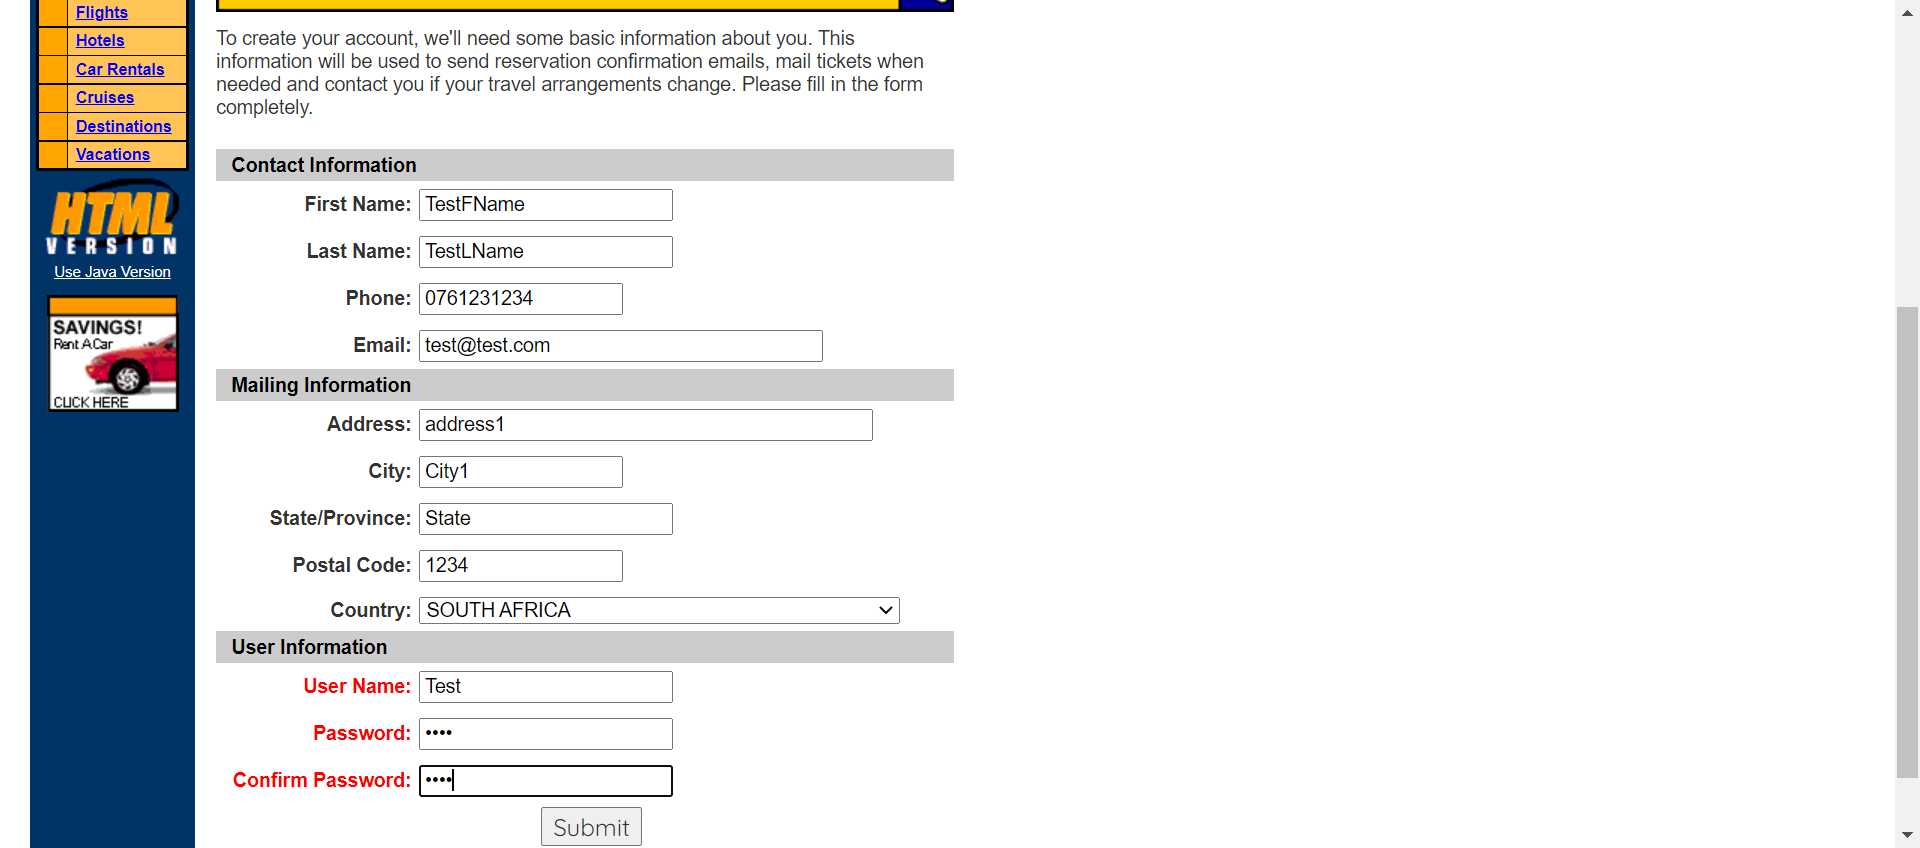 Flights
Hotels
Car Rentals
Cruises
Destinations
Vacations
HTML
VERSION
Use Java Version
SAVINGS!
Rent A Car
CLICK HERE
To create your account, we'll need some basic information about you. This
information will be used to send reservation confirmation emails, mail tickets when
needed and contact you if your travel arrangements change. Please fill in the form
completely.
Contact Information
First Name: TestFName
Last Name: TestLName
Phone: 0761231234
Email: test@test.com
Mailing Information
Address: address1
City: City1
State/Province: State
Postal Code: 1234
Country: SOUTH AFRICA
User Information
User Name: Test
Password: ••••
Confirm Password: ••••
Submit